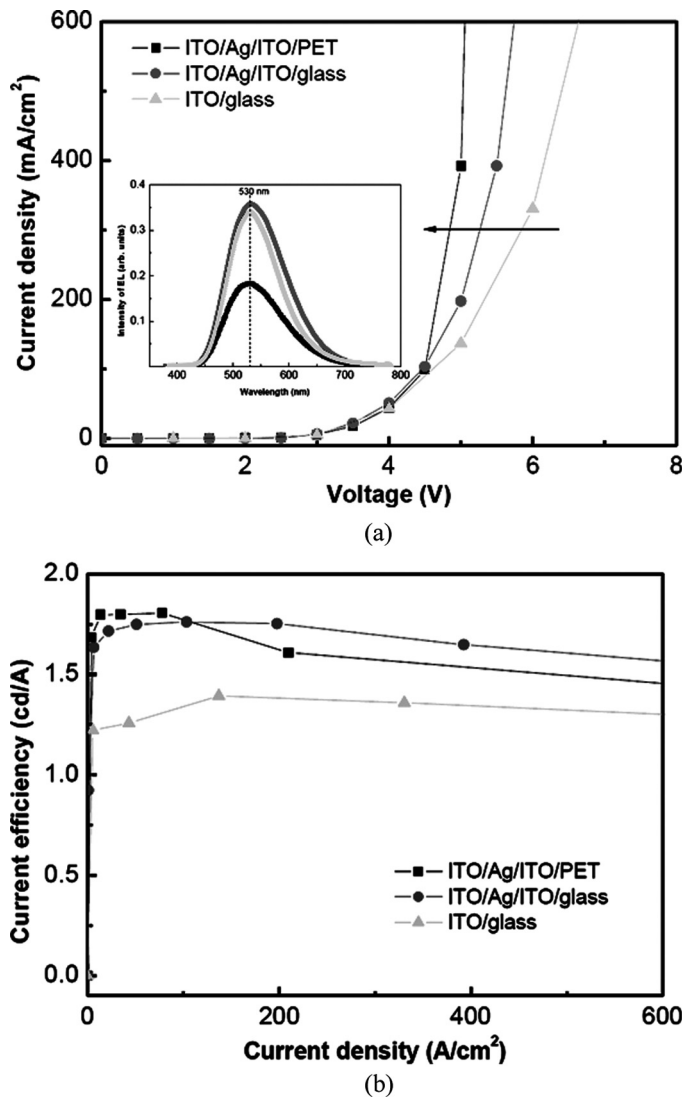 600
400
200
0
Current density (mA/cm²)
ITO/Ag/ITO/PET
ITO/Ag/ITO/glass
ITO/glass
530 nm
0.4
0.3
0.2
0.1
Intensity of EL (arb. units)
400 500 600 700 800
Wavelength (nm)
0 2 4 6 8
Voltage (V)
(a)
2.0
1.5
1.0
0.5
0.0
Current efficiency (cd/A)
ITO/Ag/ITO/PET
ITO/Ag/ITO/glass
ITO/glass
0 200 400 600
Current density (A/cm²)
(b)